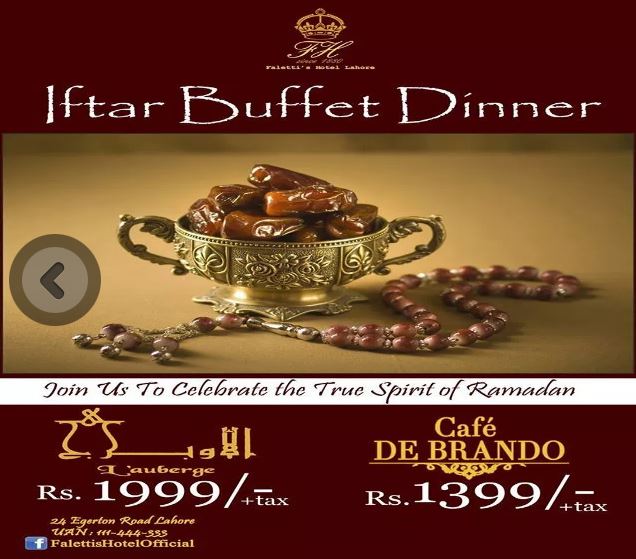 FH
since 1880
Faletti's Hotel Lahore
Iftar Buffet Dinner
Join Us To Celebrate the True Spirit of Ramadan
L'auberge
Rs. 1999/- +tax
Café
DE BRANDO
Rs. 1399/- +tax
24 Egerton Road Lahore
UAN : 111-444-333
f FalettisHotelOfficial